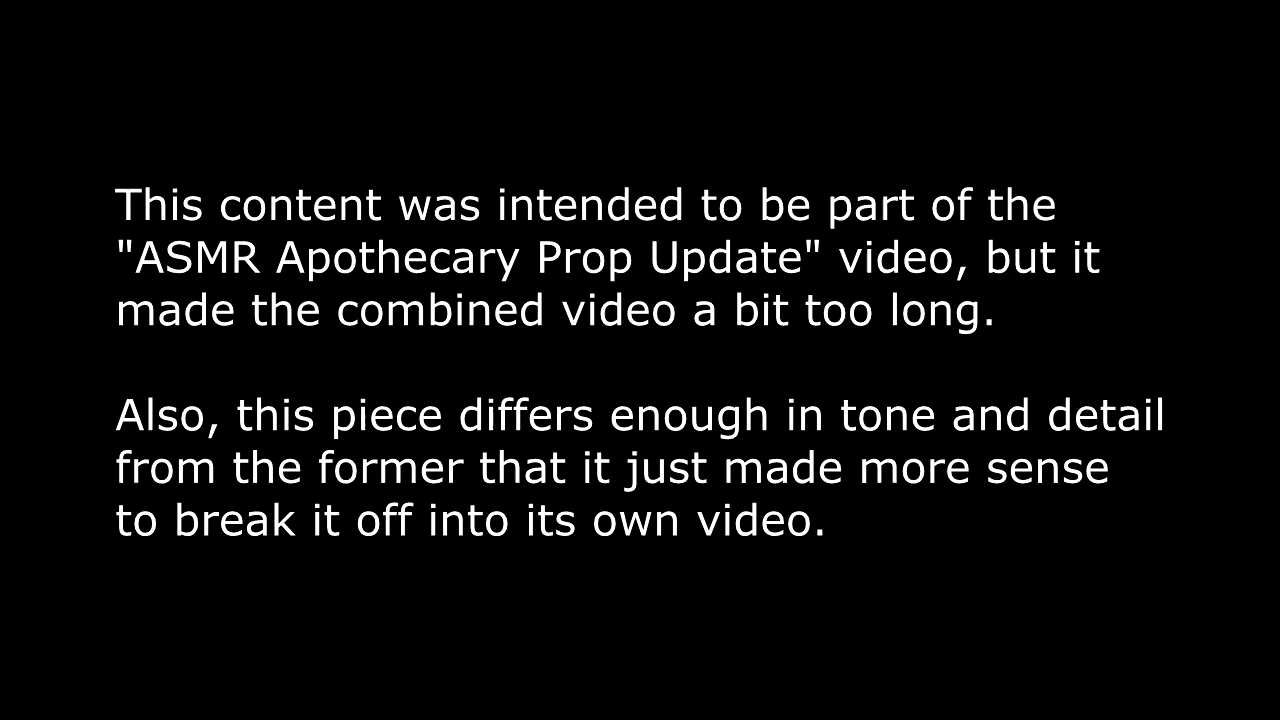 This content was intended to be part of the
"ASMR Apothecary Prop Update" video, but it
made the combined video a bit too long.
Also, this piece differs enough in tone and detail
from the former that it just made more sense
to break it off into its own video.